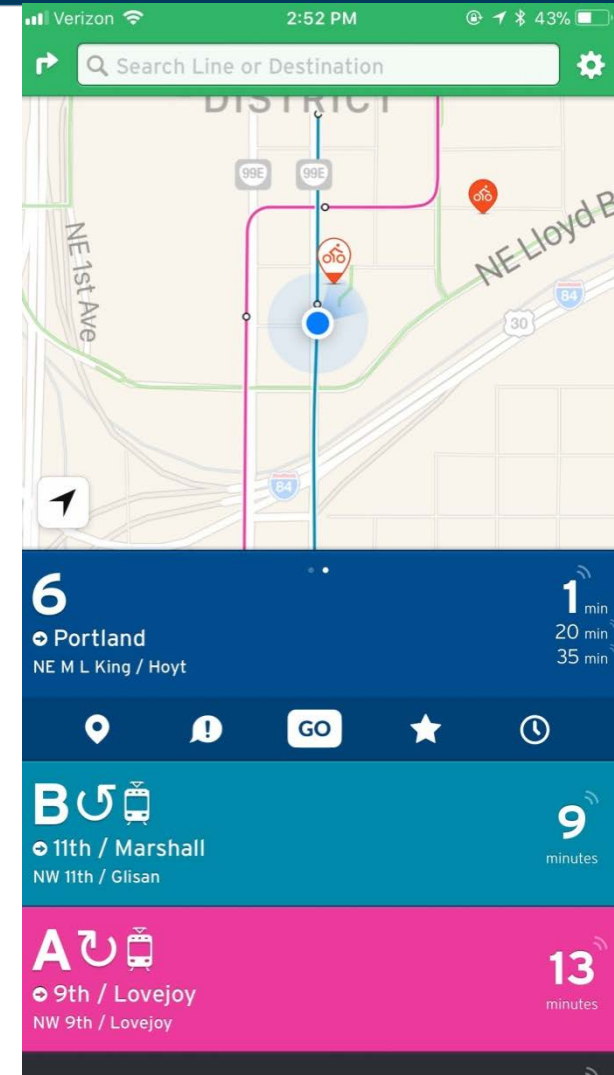 Verizon 2:52 PM 43%
Search Line or Destination
DISTRICT
99E 99E
NE 1st Ave
NE Lloyd B
84
30
84
6
Portland
NE M L King / Hoyt
1 min
20 min
35 min
GO
B
11th / Marshall
NW 11th / Glisan
9
minutes
A
9th / Lovejoy
NW 9th / Lovejoy
13
minutes